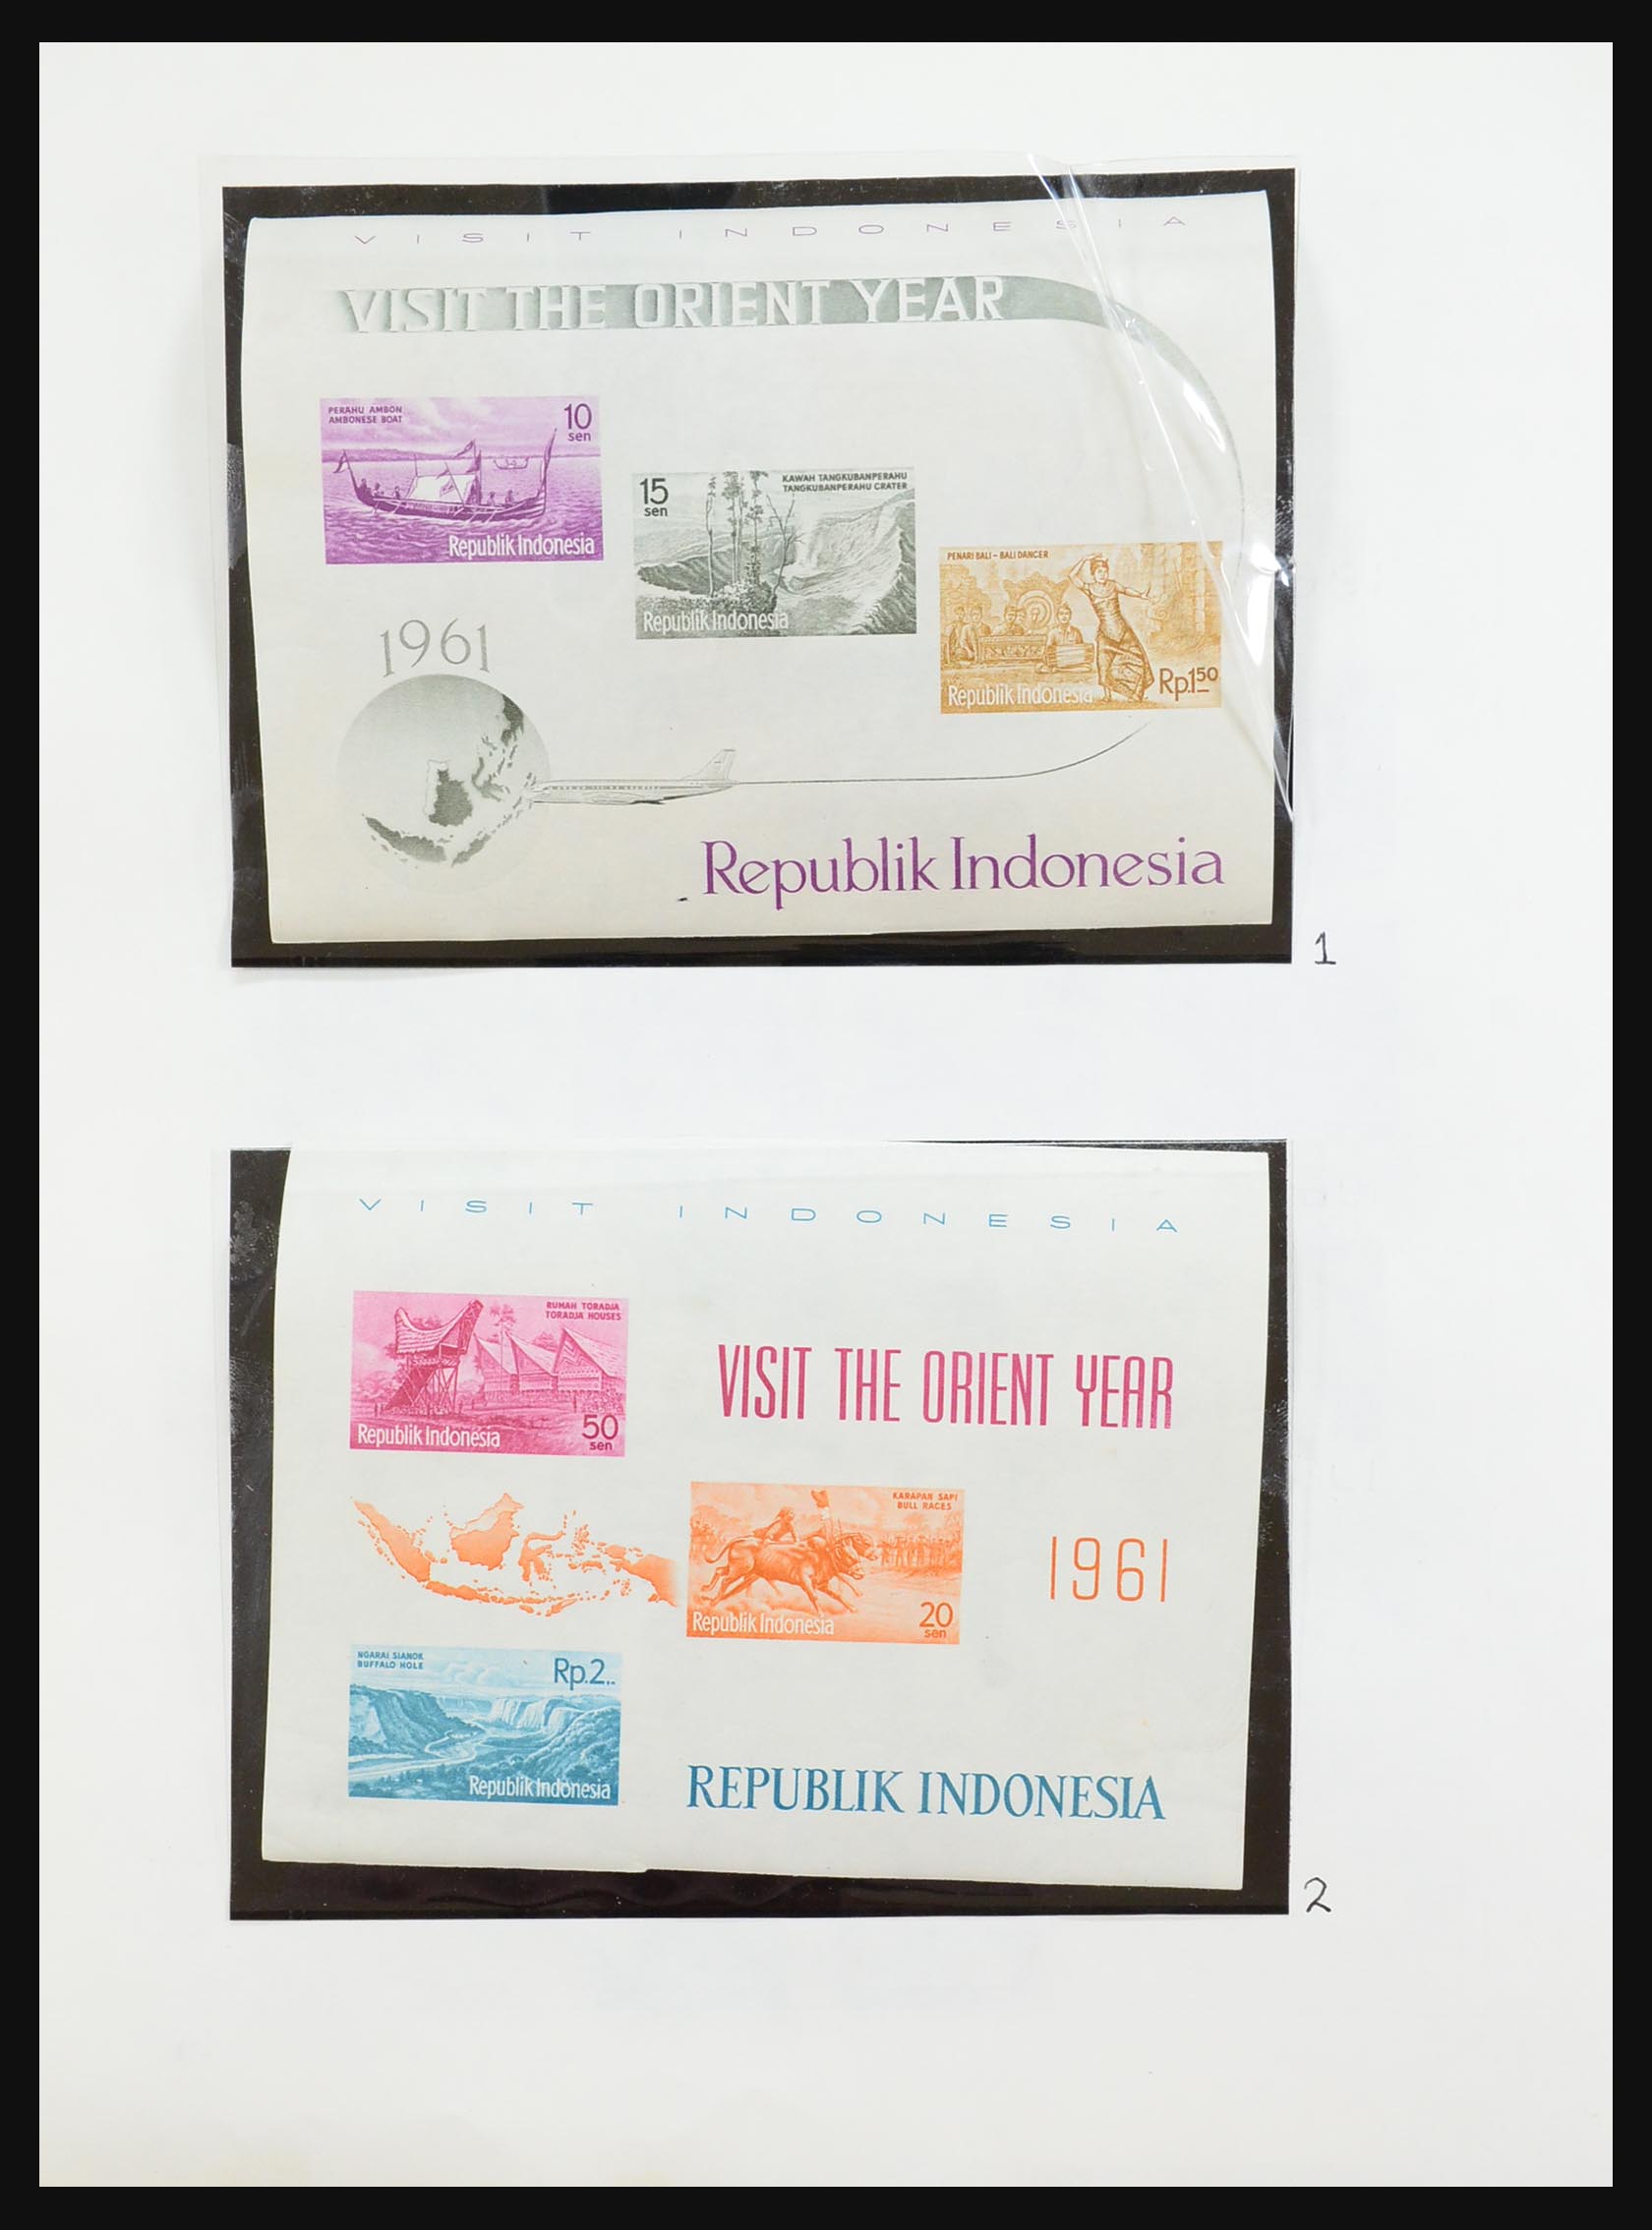 VISIT INDONESIA
VISIT THE ORIENT YEAR
PERAHU AMBON
AMBONESE BOAT
10
sen
Republik Indonesia
15
sen
KAWAH TANGKUBANPERAHU
TANGKUBANPERAHU CRATER
Republik Indonesia
PENARI BALI - BALI DANCER
Republik Indonesia
Rp.1.50
1961
Republik Indonesia
1
VISIT INDONESIA
RUMAH TORADJA
TORADJA HOUSES
Republik Indonesia
50
sen
VISIT THE ORIENT YEAR
KARAPAN SAPI
BULL RACES
Republik Indonesia
20
sen
1961
NGARAI SIANOK
BUFFALO HOLE
Rp.2.-
Republik Indonesia
REPUBLIK INDONESIA
2